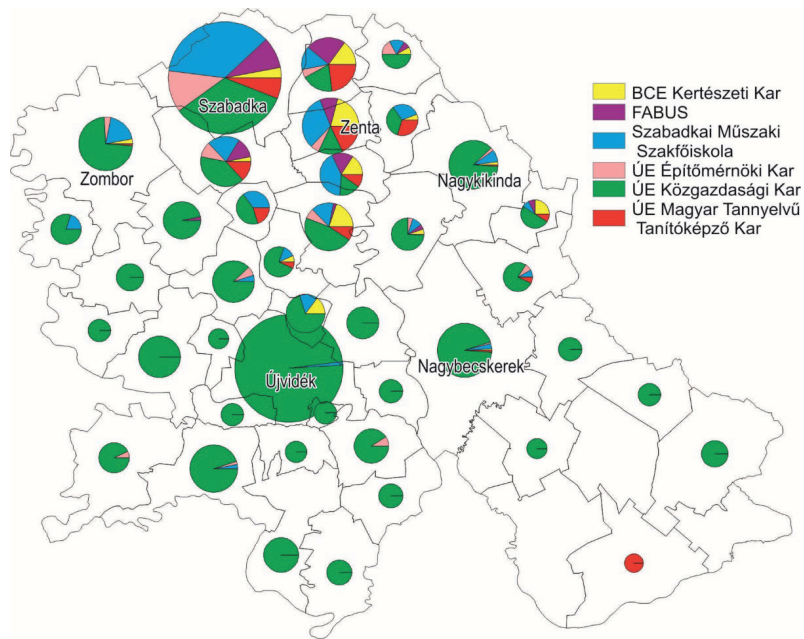 Szabadka
Zenta
Zombor
Nagykikinda
Újvidék
Nagybecskerek
BCE Kertészeti Kar
FABUS
Szabadkai Műszaki
Szakfőiskola
ÚE Építőmérnöki Kar
ÚE Közgazdasági Kar
ÚE Magyar Tannyelvű
Tanítóképző Kar